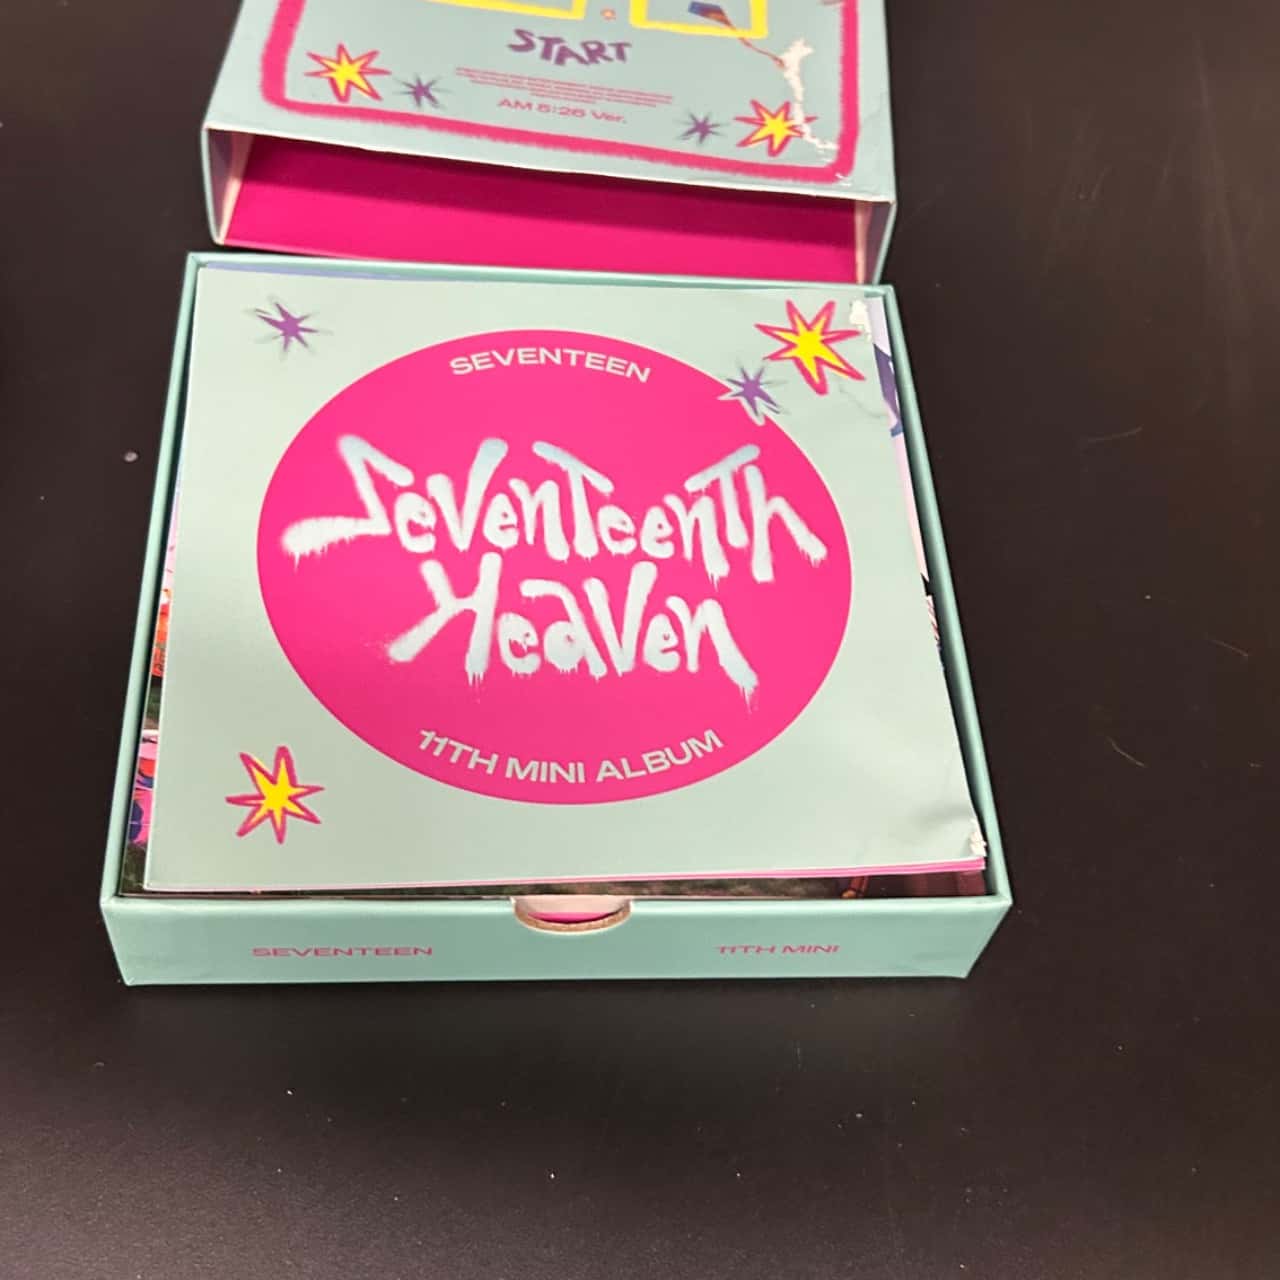 START
AM 5:26 Ver.
SEVENTEEN
SEVENTEENTH
HEAVEN
11TH MINI ALBUM
SEVENTEEN
11TH MINI